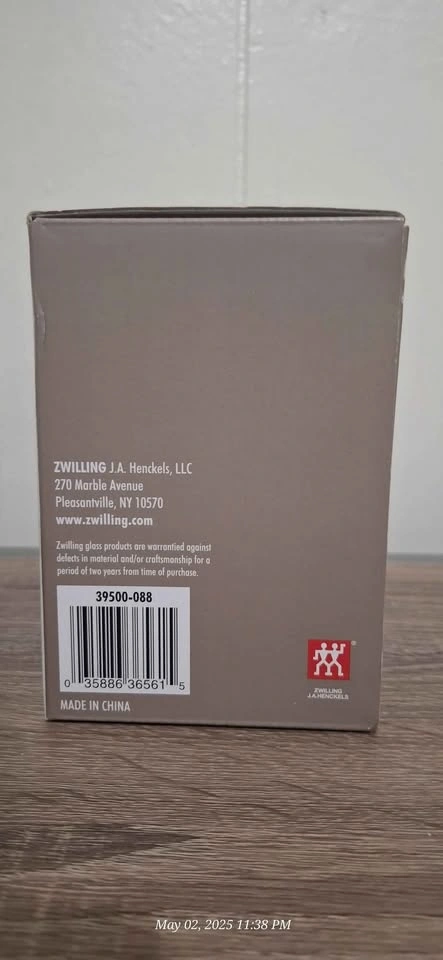 ZWILLING J.A. Henckels, LLC
270 Marble Avenue
Pleasantville, NY 10570
www.zwilling.com
Zwilling glass products are warrantied against
defects in material and/or craftsmanship for a
period of two years from time of purchase.
39500-088
0 35886 36561 5
MADE IN CHINA
®
ZWILLING
J.A.HENCKELS
May 02, 2025 11:38 PM